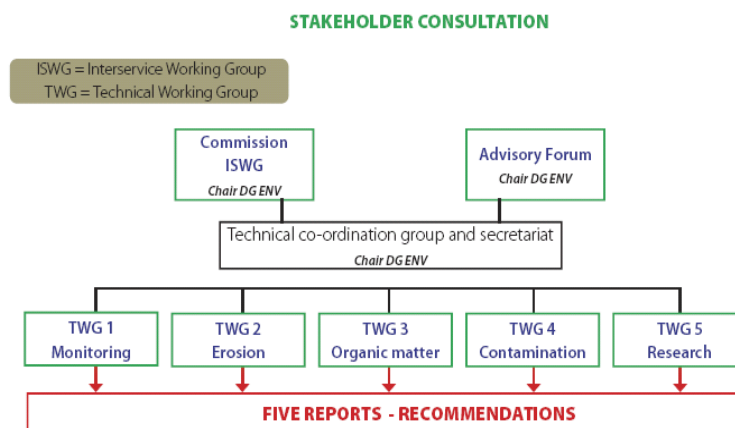 STAKEHOLDER CONSULTATION
ISWG = Interservice Working Group
TWG = Technical Working Group
Commission
ISWG
Chair DG ENV
Advisory Forum
Chair DG ENV
Technical co-ordination group and secretariat
Chair DG ENV
TWG 1
Monitoring
TWG 2
Erosion
TWG 3
Organic matter
TWG 4
Contamination
TWG 5
Research
FIVE REPORTS - RECOMMENDATIONS